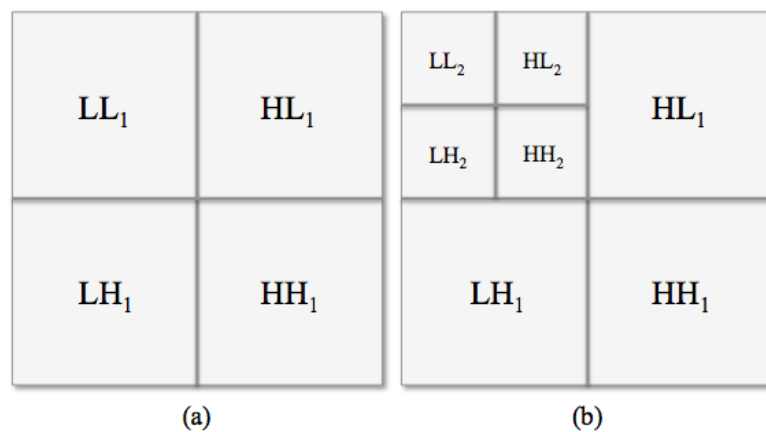 LL₂ HL₂
LL₁ HL₁ HL₁
LH₂ HH₂
LH₁ HH₁ LH₁ HH₁
(a) (b)